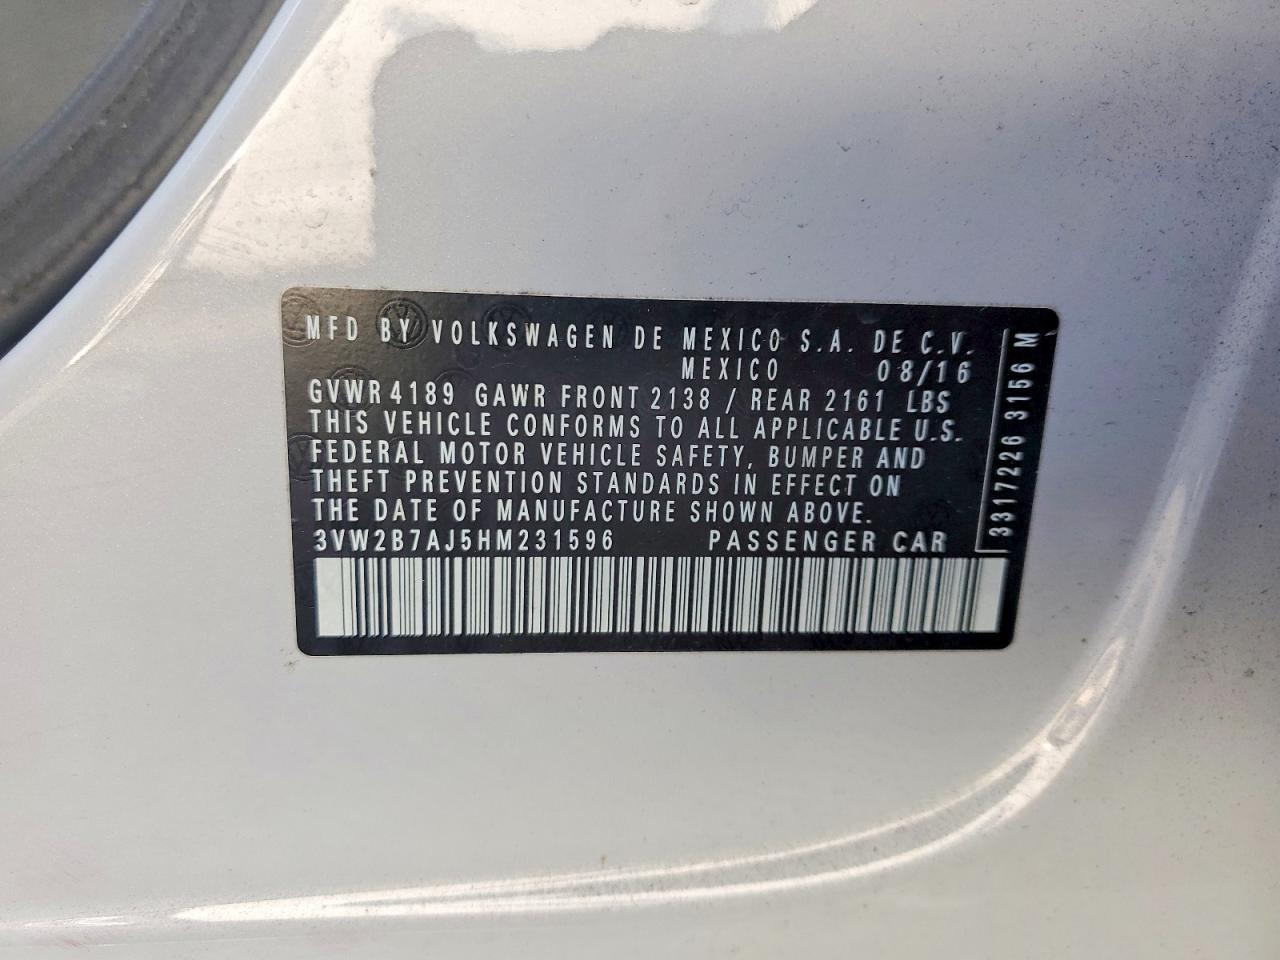 MFD BY VOLKSWAGEN DE MEXICO S.A. DE C.V.
MEXICO 08/16
GVWR 4189 GAWR FRONT 2138 / REAR 2161 LBS
THIS VEHICLE CONFORMS TO ALL APPLICABLE U.S.
FEDERAL MOTOR VEHICLE SAFETY, BUMPER AND
THEFT PREVENTION STANDARDS IN EFFECT ON
THE DATE OF MANUFACTURE SHOWN ABOVE.
3VW2B7AJ5HM231596 PASSENGER CAR
3317226 3156 M